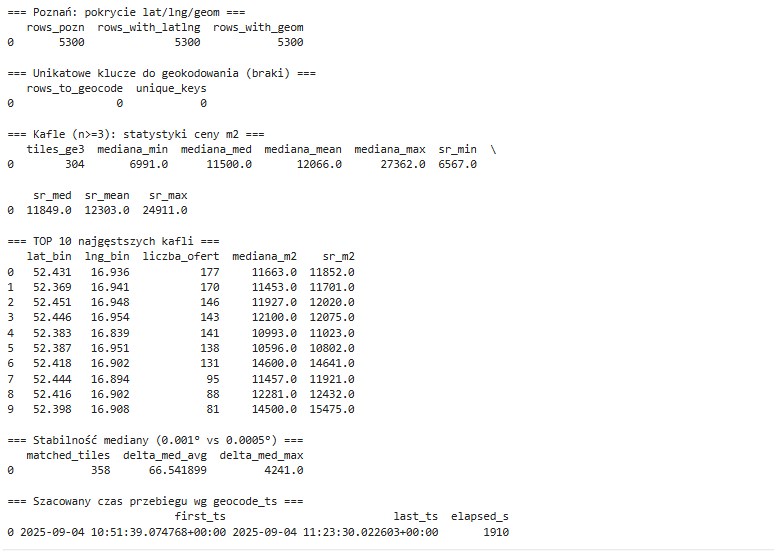 === Poznań: pokrycie lat/lng/geom ===
rows_pozn rows_with_latlng rows_with_geom
0 5300 5300 5300
=== Unikatowe klucze do geokodowania (braki) ===
rows_to_geocode unique_keys
0 0 0
=== Kafle (n>=3): statystyki ceny m2 ===
tiles_ge3 mediana_min mediana_med mediana_mean mediana_max sr_min \
0 304 6991.0 11500.0 12066.0 27362.0 6567.0
sr_med sr_mean sr_max
0 11849.0 12303.0 24911.0
=== TOP 10 najgęstszych kafli ===
lat_bin lng_bin liczba_ofert mediana_m2 sr_m2
0 52.431 16.936 177 11663.0 11852.0
1 52.369 16.941 170 11453.0 11701.0
2 52.451 16.948 146 11927.0 12020.0
3 52.446 16.954 143 12100.0 12075.0
4 52.383 16.839 141 10993.0 11023.0
5 52.387 16.951 138 10596.0 10802.0
6 52.418 16.902 131 14600.0 14641.0
7 52.444 16.894 95 11457.0 11921.0
8 52.416 16.902 88 12281.0 12432.0
9 52.398 16.908 81 14500.0 15475.0
=== Stabilność mediany (0.001° vs 0.0005°) ===
matched_tiles delta_med_avg delta_med_max
0 358 66.541899 4241.0
=== Szacowany czas przebiegu wg geocode_ts ===
first_ts last_ts elapsed_s
0 2025-09-04 10:51:39.074768+00:00 2025-09-04 11:23:30.022603+00:00 1910